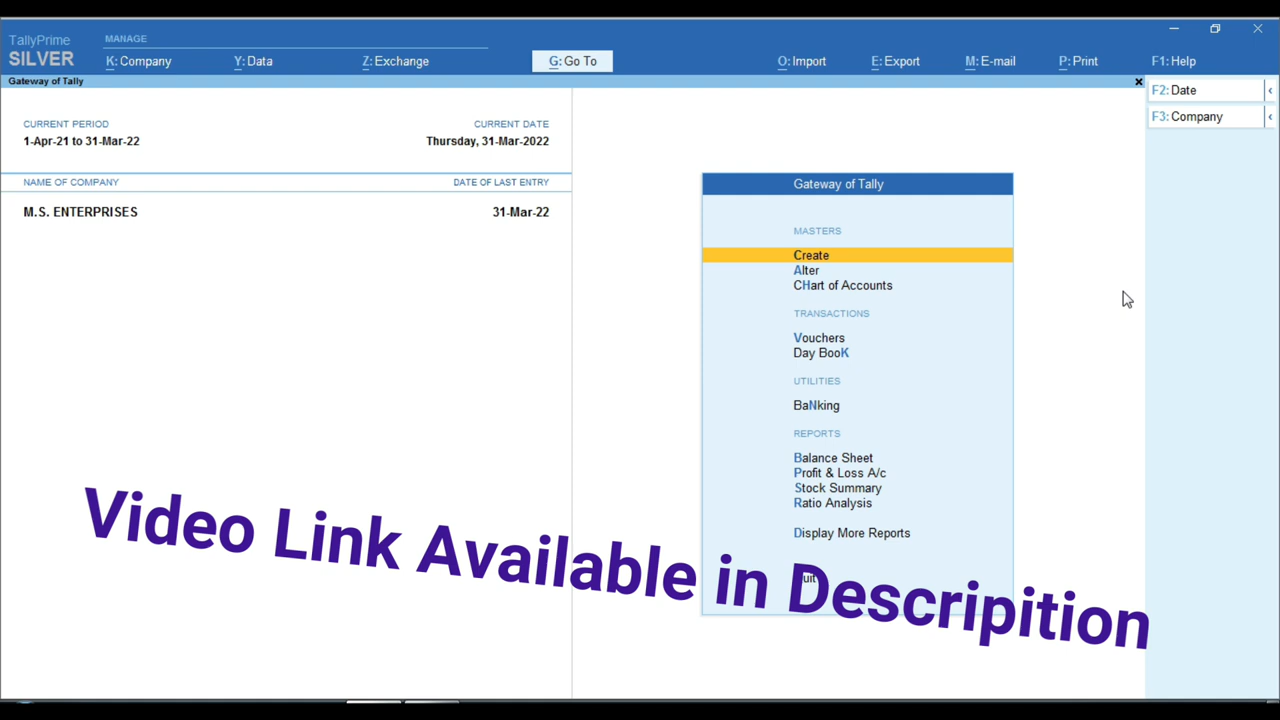 TallyPrime
SILVER
MANAGE
K: Company
Y: Data
Z: Exchange
G: Go To
O: Import
E: Export
M: E-mail
P: Print
F1: Help
Gateway of Tally
x
F2: Date
F3: Company
CURRENT PERIOD
1-Apr-21 to 31-Mar-22
CURRENT DATE
Thursday, 31-Mar-2022
NAME OF COMPANY
DATE OF LAST ENTRY
M.S. ENTERPRISES
31-Mar-22
Gateway of Tally
MASTERS
Create
Alter
CHart of Accounts
TRANSACTIONS
Vouchers
Day BooK
UTILITIES
BaNking
REPORTS
Balance Sheet
Profit & Loss A/c
Stock Summary
Ratio Analysis
Display More Reports
Video Link Available in Descripition